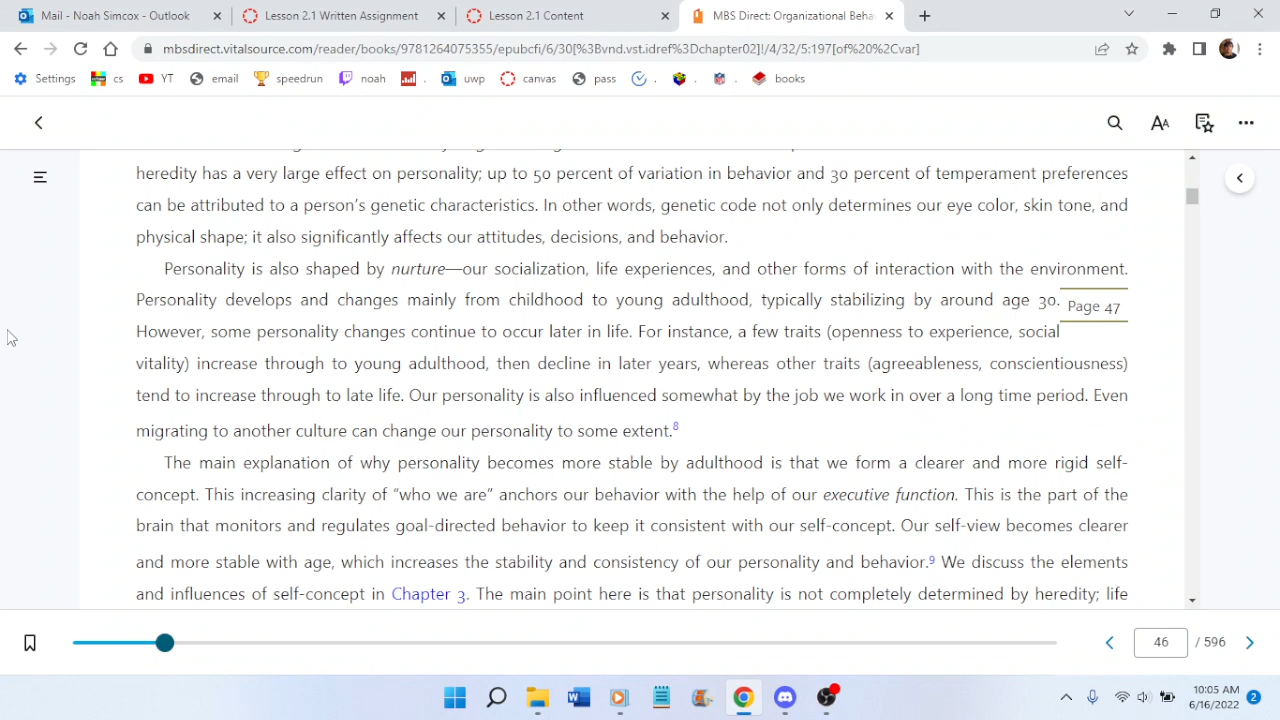 Mail - Noah Simcox - Outlook
Lesson 2.1 Written Assignment
Lesson 2.1 Content
MBS Direct: Organizational Beha
mbsdirect.vitalsource.com/reader/books/9781264075355/epubcfi/6/30[%3Bvnd.vst.idref%3Dchapter02]!/4/32/5:197[of%20%2Cvar]
Settings
cs
YT
email
speedrun
noah
.
uwp
canvas
pass
.
.
.
books
heredity has a very large effect on personality; up to 50 percent of variation in behavior and 30 percent of temperament preferences
can be attributed to a person's genetic characteristics. In other words, genetic code not only determines our eye color, skin tone, and
physical shape; it also significantly affects our attitudes, decisions, and behavior.
Personality is also shaped by nurture—our socialization, life experiences, and other forms of interaction with the environment.
Personality develops and changes mainly from childhood to young adulthood, typically stabilizing by around age 30.
Page 47
However, some personality changes continue to occur later in life. For instance, a few traits (openness to experience, social
vitality) increase through to young adulthood, then decline in later years, whereas other traits (agreeableness, conscientiousness)
tend to increase through to late life. Our personality is also influenced somewhat by the job we work in over a long time period. Even
migrating to another culture can change our personality to some extent.8
The main explanation of why personality becomes more stable by adulthood is that we form a clearer and more rigid self-
concept. This increasing clarity of “who we are” anchors our behavior with the help of our executive function. This is the part of the
brain that monitors and regulates goal-directed behavior to keep it consistent with our self-concept. Our self-view becomes clearer
and more stable with age, which increases the stability and consistency of our personality and behavior.9 We discuss the elements
and influences of self-concept in Chapter 3. The main point here is that personality is not completely determined by heredity; life
46 / 596
10:05 AM
6/16/2022
2